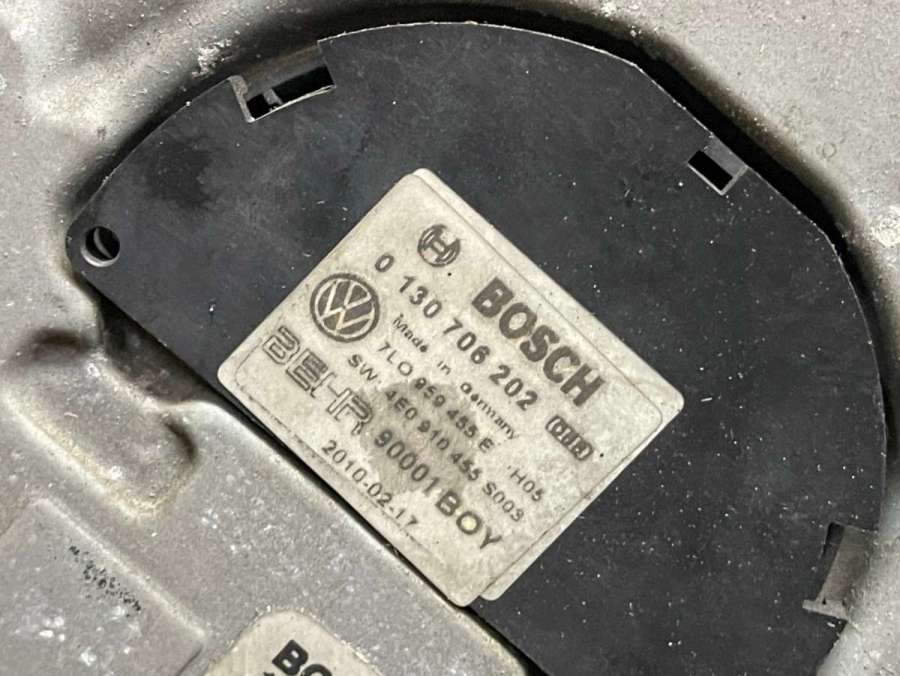 BOSCH
0 130 706 202
Made in Germany
7L0 959 455 E H05
SW: 4E0 910 455 S003
BEHR 90001BOY
2010-02-17
BO